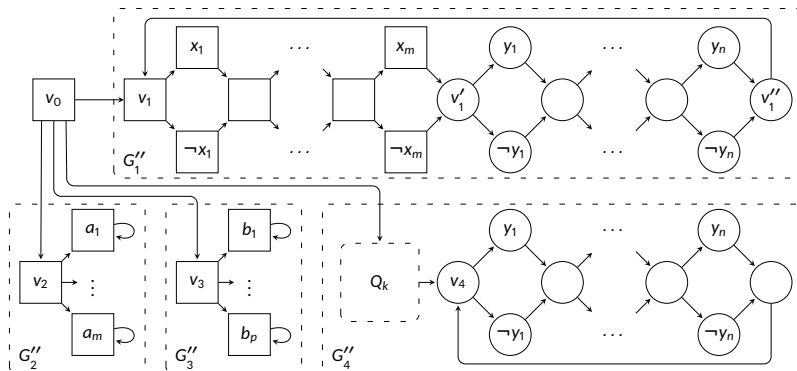 x₁ ⋯ xₘ y₁ ⋯ yₙ
v₀ v₁ v₁′ v₁″
¬x₁ ⋯ ¬xₘ ¬y₁ ⋯ ¬yₙ
G₁″
a₁ b₁ y₁ ⋯ yₙ
v₂ ⋮ v₃ ⋮ Qₖ v₄
aₘ bₚ ¬y₁ ⋯ ¬yₙ
G₂″ G₃″ G₄″